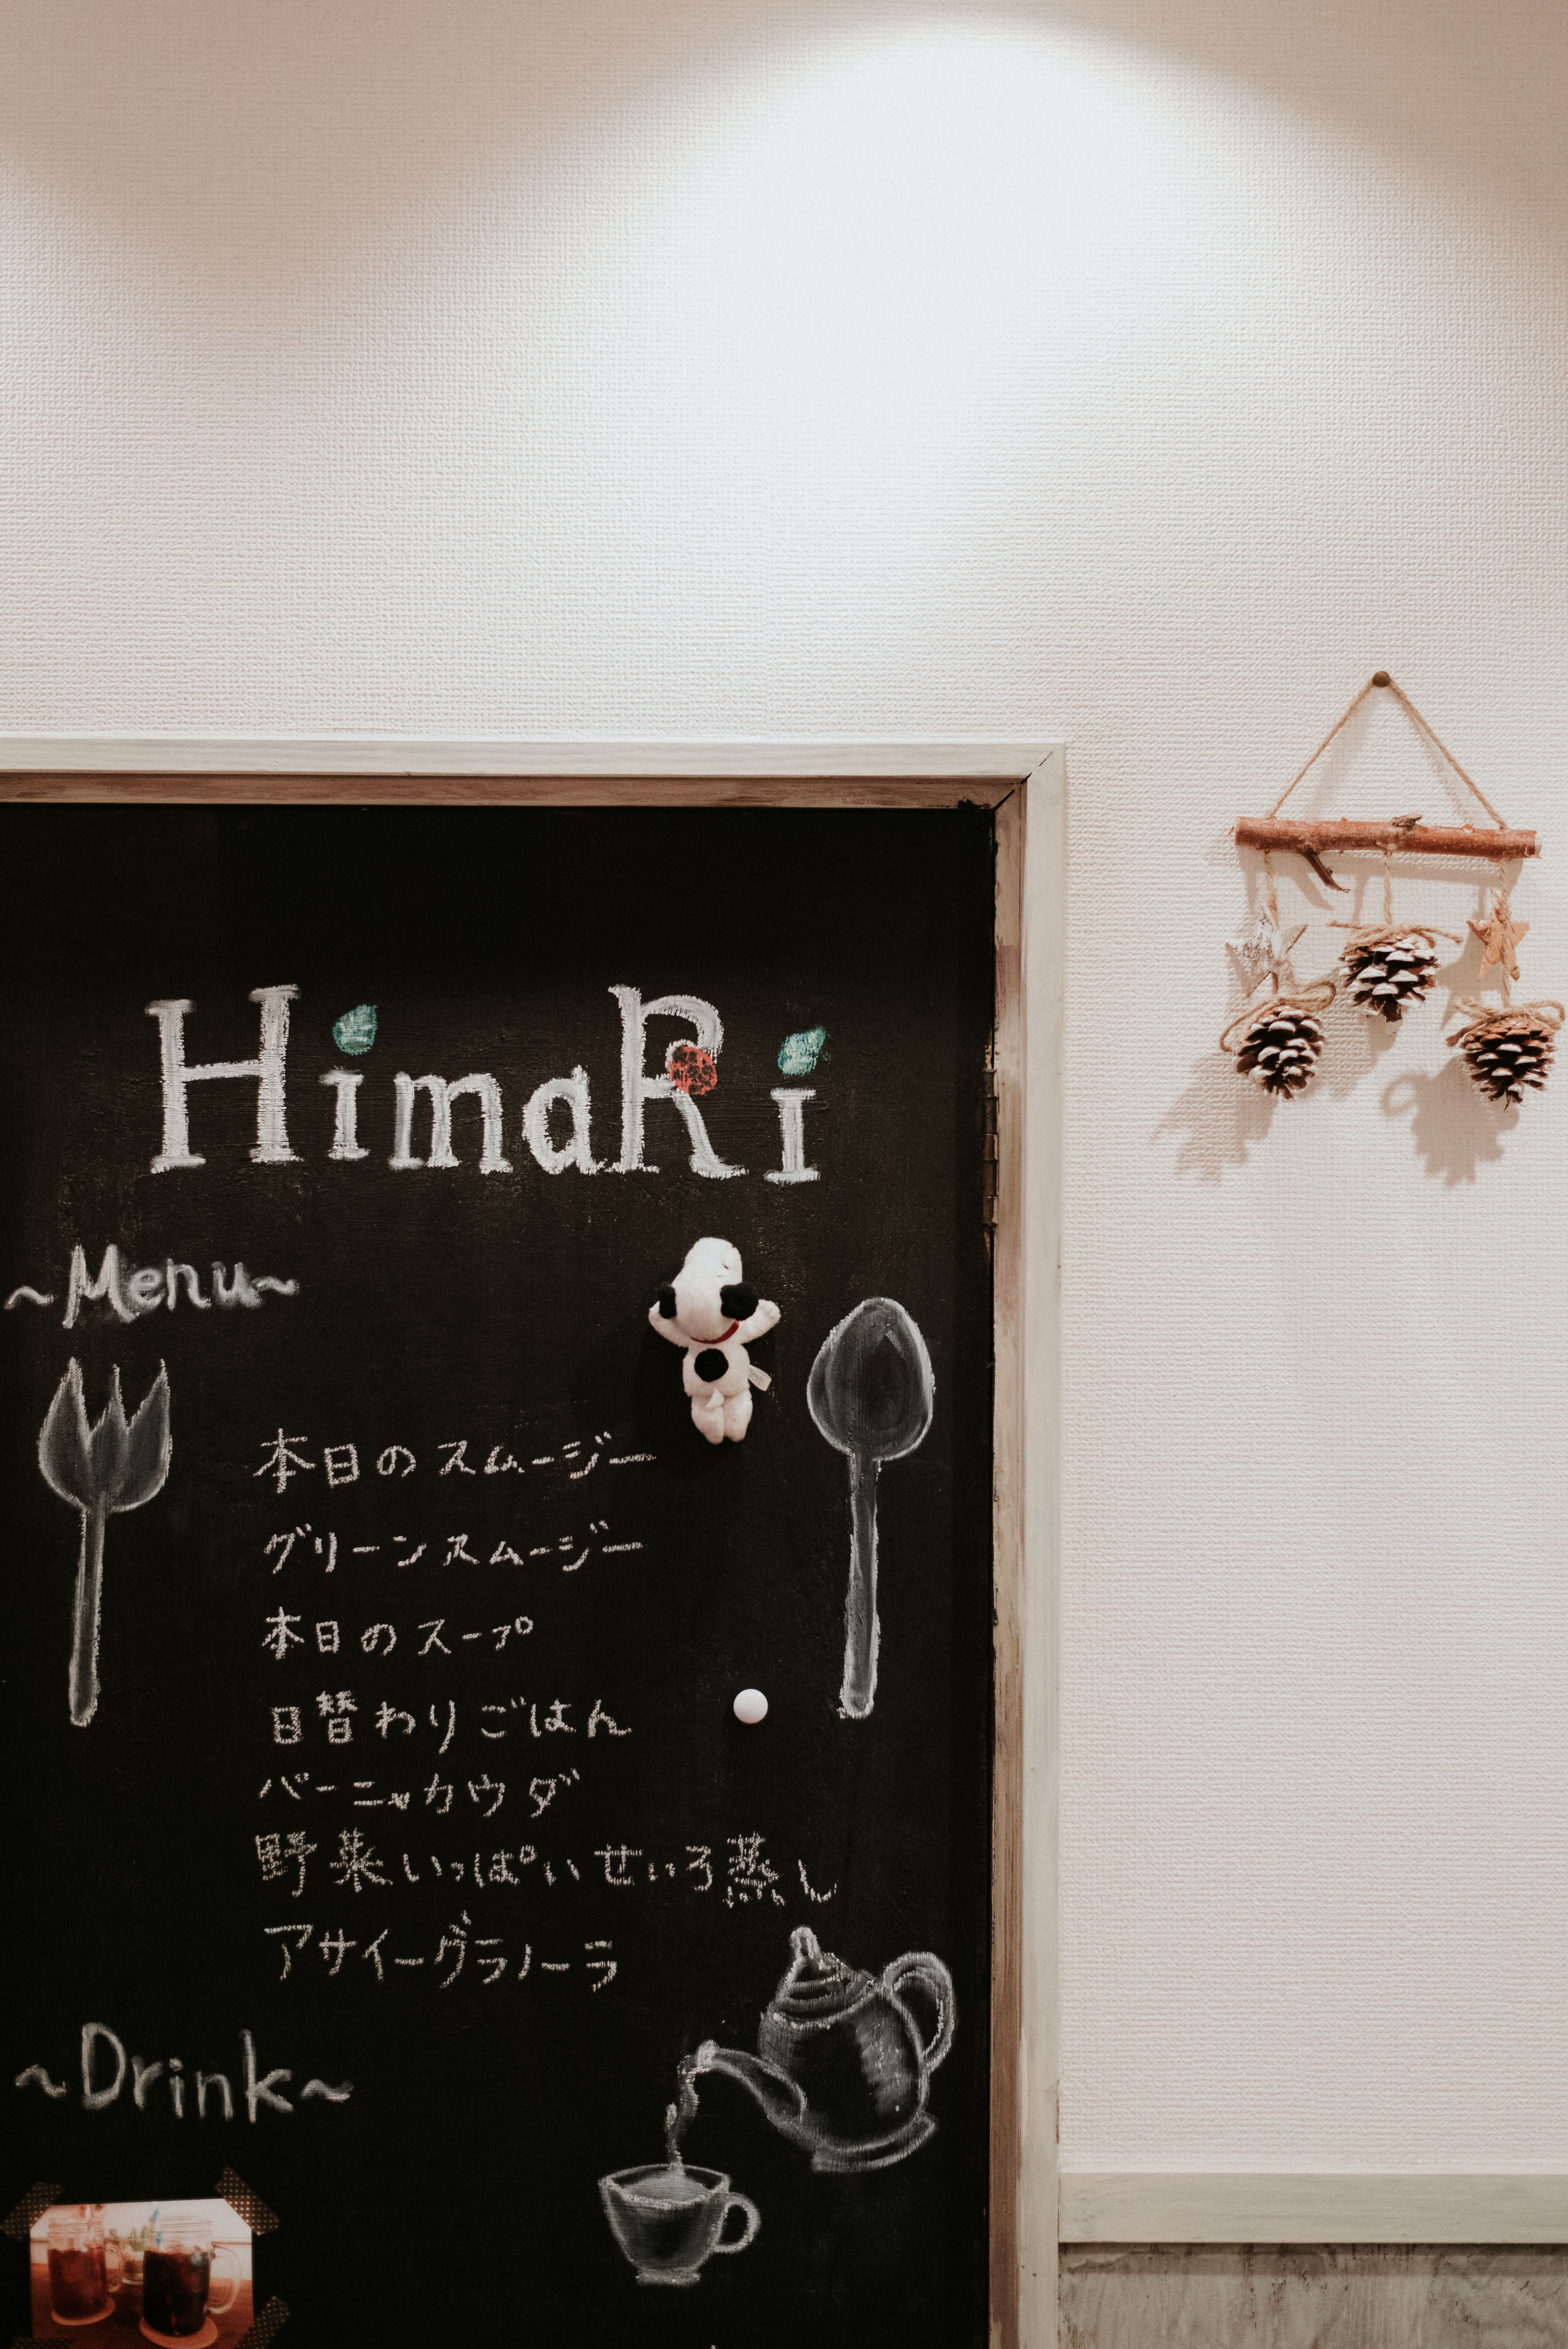 HimaRi
~Menu~
本日のスムージー
グリーンスムージー
本日のスープ
日替わりごはん
バーニャカウダ
野菜いっぱいせいろ蒸し
アサイーグラノーラ
~Drink~